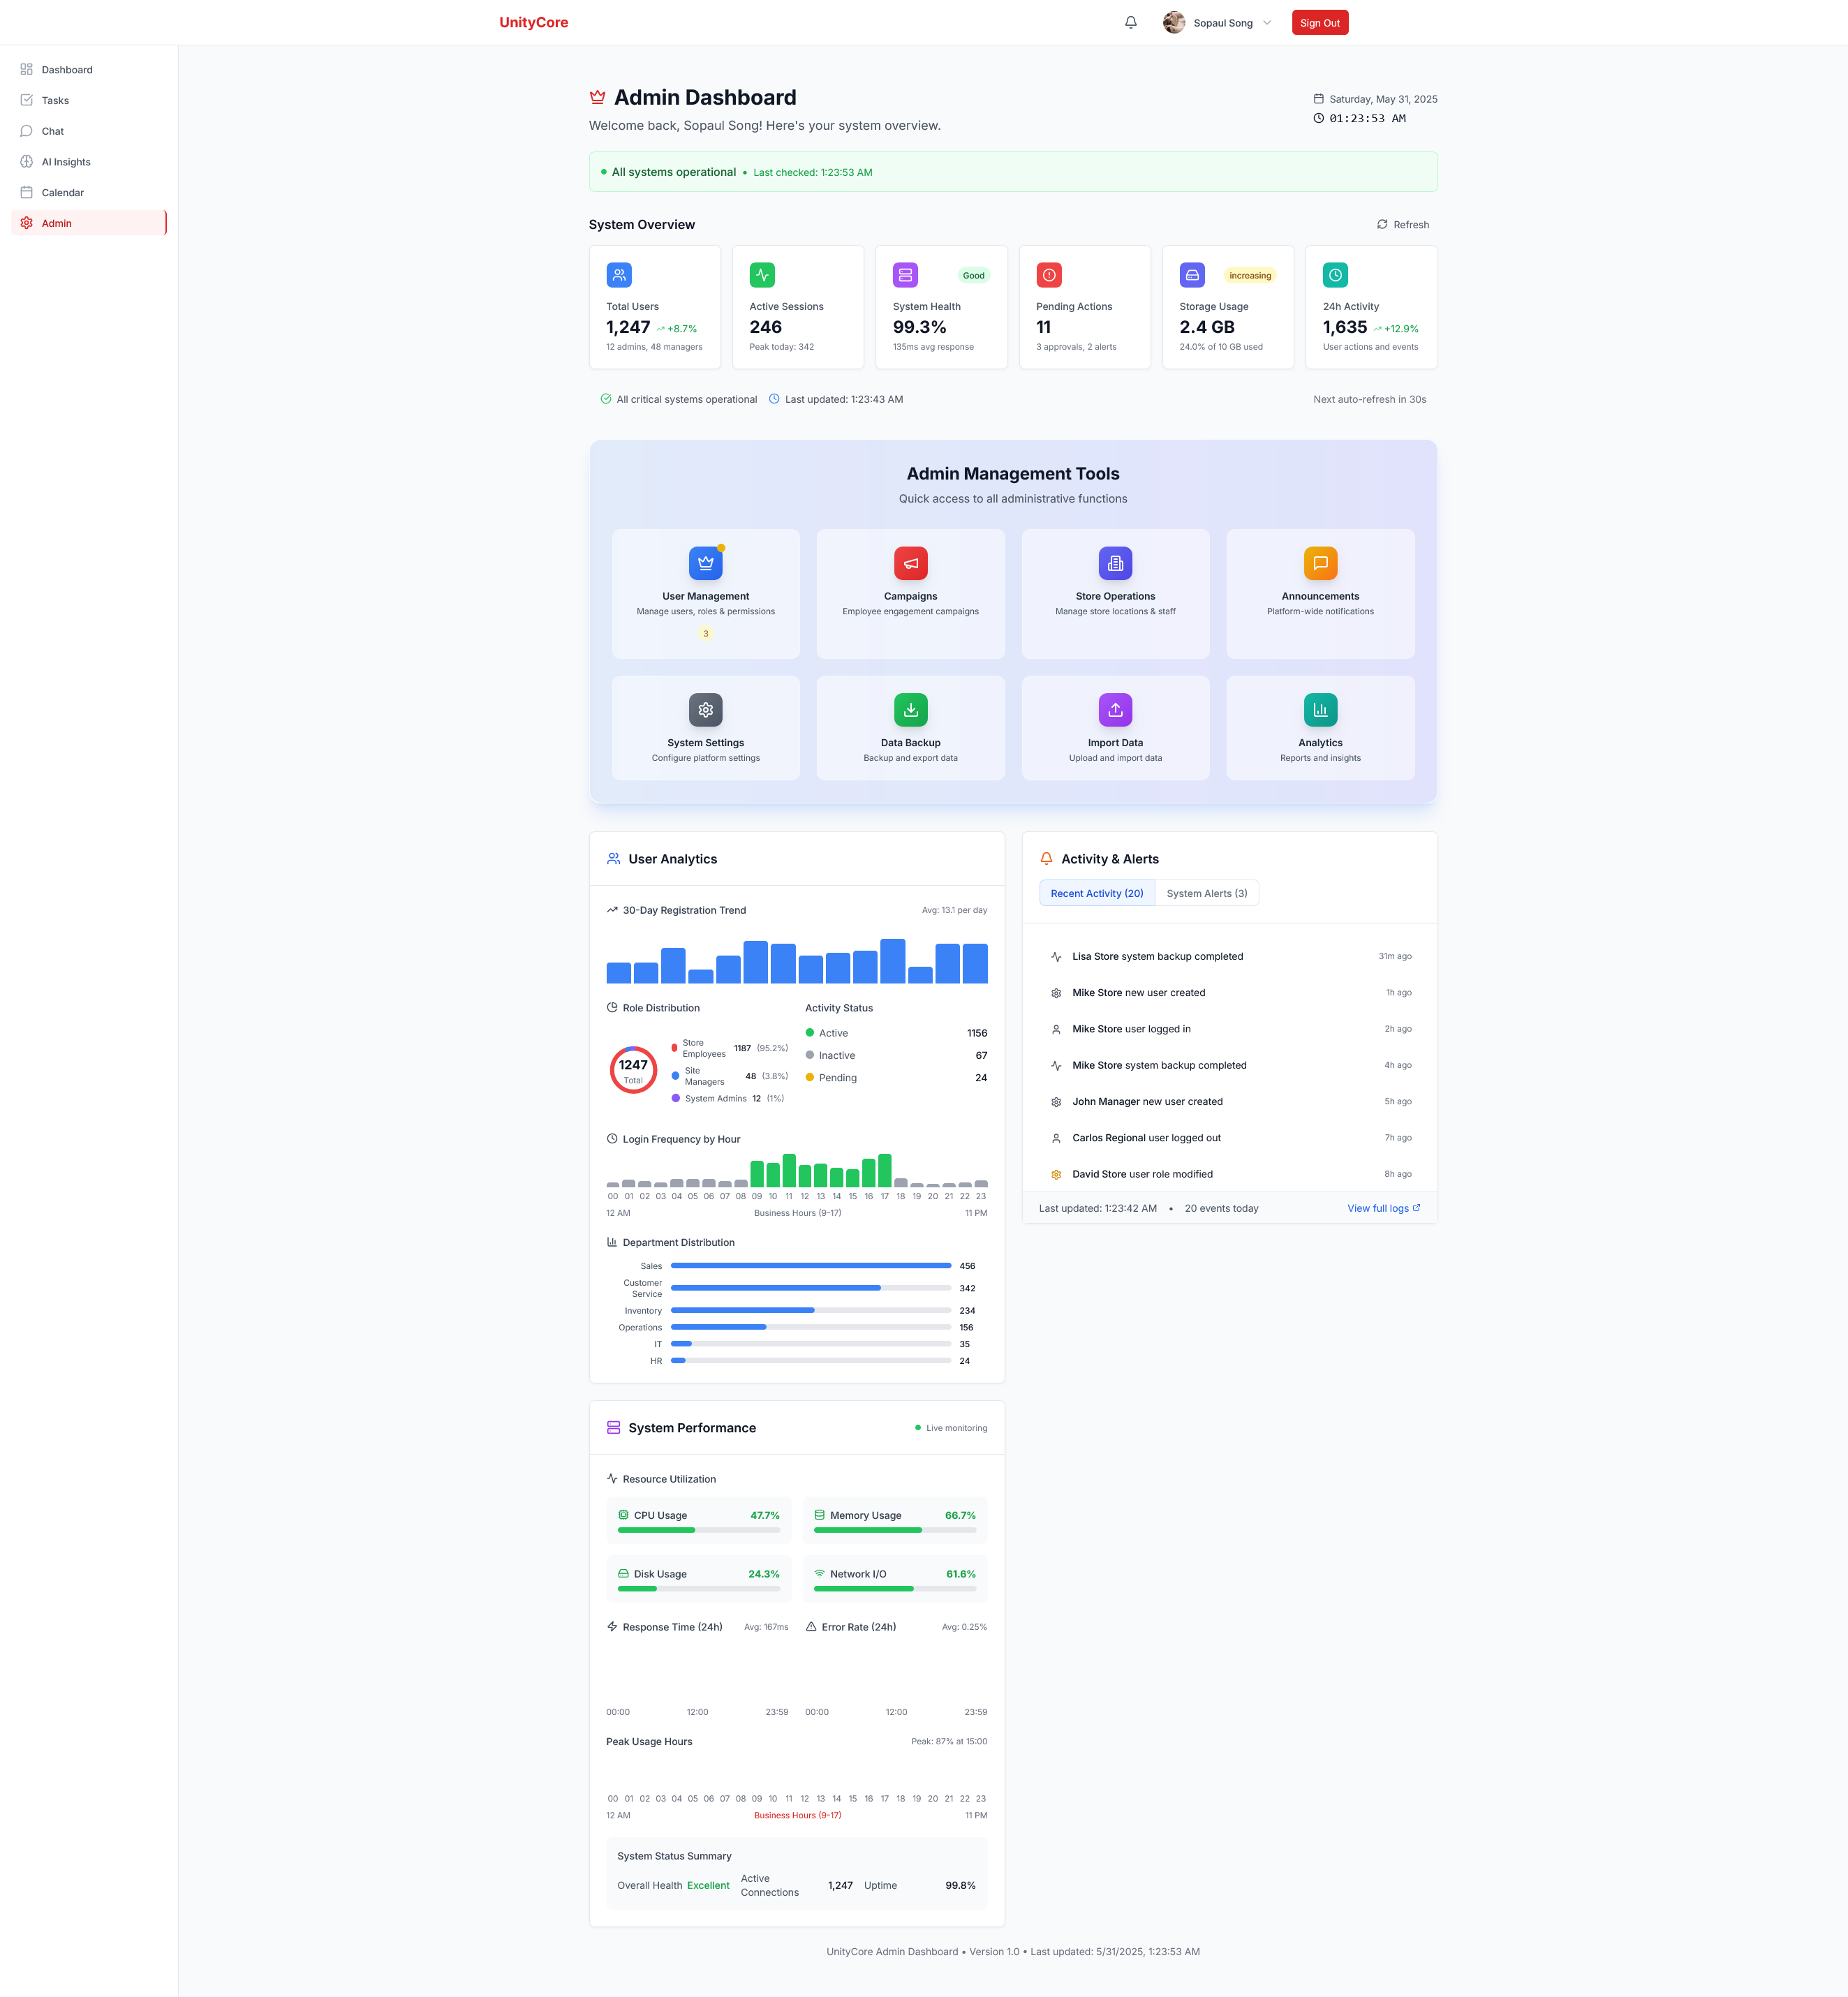 UnityCore
Sopaul Song
Sign Out
Dashboard
Tasks
Chat
AI Insights
Calendar
Admin
Admin Dashboard
Welcome back, Sopaul Song! Here's your system overview.
Saturday, May 31, 2025
01:23:53 AM
All systems operational • Last checked: 1:23:53 AM
System Overview
Refresh
Total Users
1,247 +8.7%
12 admins, 48 managers
Active Sessions
246
Peak today: 342
Good
System Health
99.3%
135ms avg response
Pending Actions
11
3 approvals, 2 alerts
increasing
Storage Usage
2.4 GB
24.0% of 10 GB used
24h Activity
1,635 +12.9%
User actions and events
All critical systems operational
Last updated: 1:23:43 AM
Next auto-refresh in 30s
Admin Management Tools
Quick access to all administrative functions
User Management
Manage users, roles & permissions
3
Campaigns
Employee engagement campaigns
Store Operations
Manage store locations & staff
Announcements
Platform-wide notifications
System Settings
Configure platform settings
Data Backup
Backup and export data
Import Data
Upload and import data
Analytics
Reports and insights
User Analytics
30-Day Registration Trend
Avg: 13.1 per day
Role Distribution
1247
Total
Store
Employees 1187 (95.2%)
Site
Managers 48 (3.8%)
System Admins 12 (1%)
Activity Status
Active 1156
Inactive 67
Pending 24
Login Frequency by Hour
00 01 02 03 04 05 06 07 08 09 10 11 12 13 14 15 16 17 18 19 20 21 22 23
12 AM Business Hours (9-17) 11 PM
Department Distribution
Sales 456
Customer
Service 342
Inventory 234
Operations 156
IT 35
HR 24
Activity & Alerts
Recent Activity (20)
System Alerts (3)
Lisa Store system backup completed 31m ago
Mike Store new user created 1h ago
Mike Store user logged in 2h ago
Mike Store system backup completed 4h ago
John Manager new user created 5h ago
Carlos Regional user logged out 7h ago
David Store user role modified 8h ago
Last updated: 1:23:42 AM • 20 events today
View full logs
System Performance
Live monitoring
Resource Utilization
CPU Usage 47.7%
Memory Usage 66.7%
Disk Usage 24.3%
Network I/O 61.6%
Response Time (24h) Avg: 167ms
00:00 12:00 23:59
Error Rate (24h) Avg: 0.25%
00:00 12:00 23:59
Peak Usage Hours
Peak: 87% at 15:00
00 01 02 03 04 05 06 07 08 09 10 11 12 13 14 15 16 17 18 19 20 21 22 23
12 AM Business Hours (9-17) 11 PM
System Status Summary
Overall Health Excellent
Active
Connections 1,247
Uptime 99.8%
UnityCore Admin Dashboard • Version 1.0 • Last updated: 5/31/2025, 1:23:53 AM